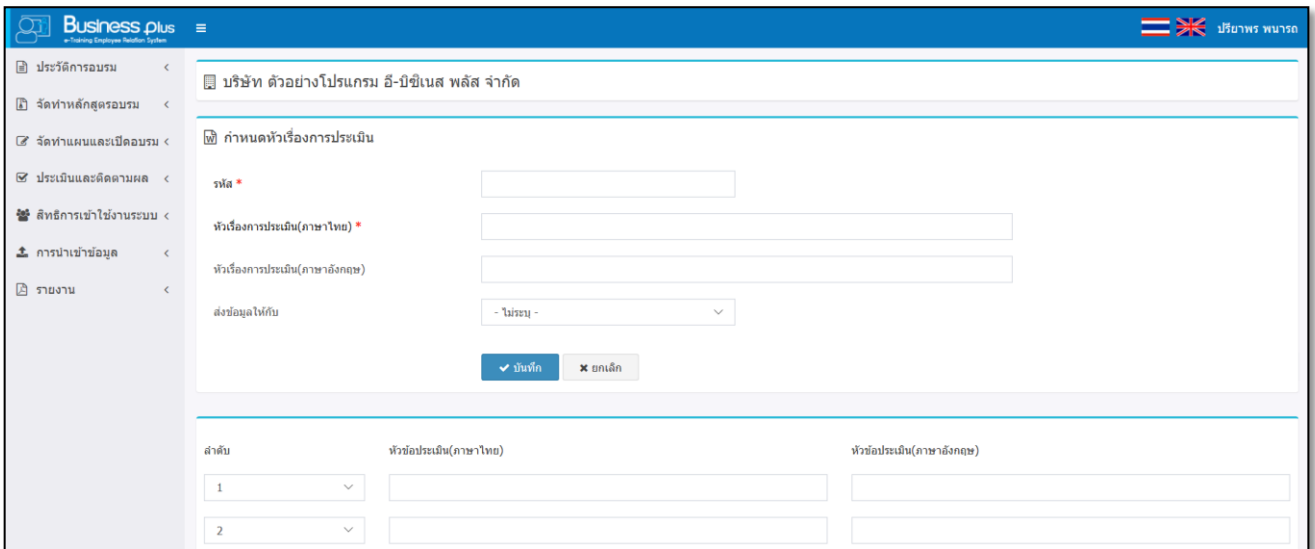 Business Plus
e-Training Employee Relation System
ปรียาพร พนารถ
ประวัติการอบรม
จัดทำหลักสูตรอบรม
จัดทำแผนและเปิดอบรม
ประเมินและติดตามผล
สิทธิการเข้าใช้งานระบบ
การนำเข้าข้อมูล
รายงาน
บริษัท ตัวอย่างโปรแกรม อี-บิซิเนส พลัส จำกัด
กำหนดหัวเรื่องการประเมิน
รหัส *
หัวเรื่องการประเมิน(ภาษาไทย) *
หัวเรื่องการประเมิน(ภาษาอังกฤษ)
ส่งข้อมูลให้กับ - ไม่ระบุ -
บันทึก ยกเลิก
ลำดับ หัวข้อประเมิน(ภาษาไทย) หัวข้อประเมิน(ภาษาอังกฤษ)
1
2